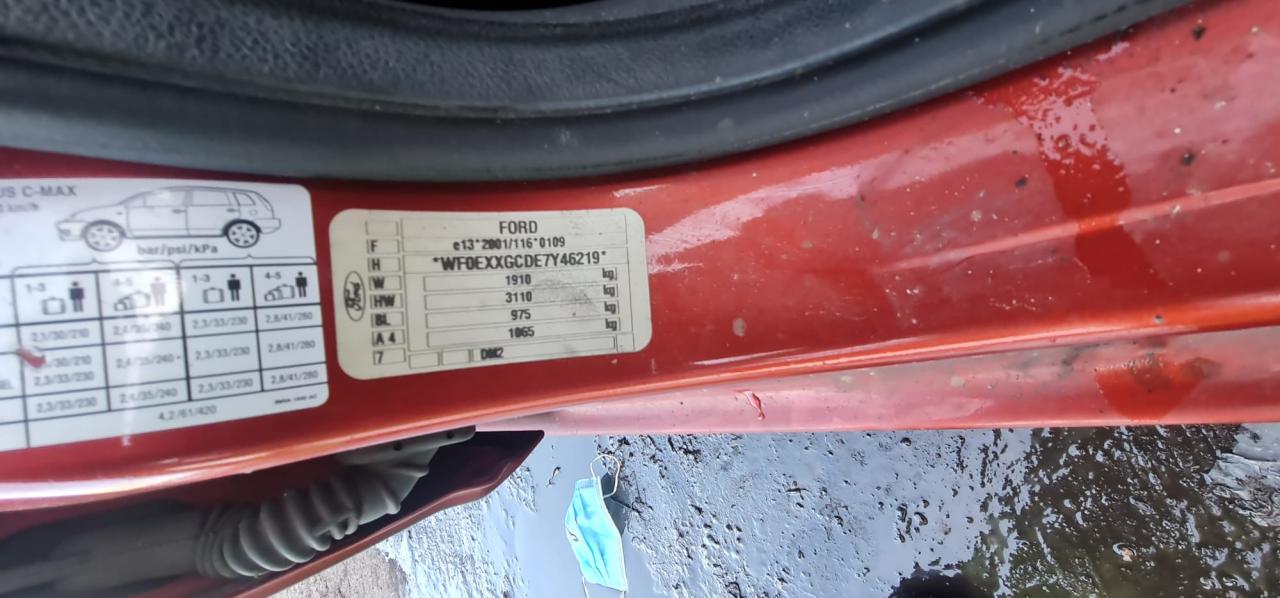 US C-MAX
km/h
bar/psi/kPa
1-3 4-5 1-3 4-5
2,1/30/210 2,4/35/240 2,3/33/230 2,8/41/280
30/210 2,4/35/240 2,3/33/230 2,8/41/280
2,3/33/230
2,3/33/230 2,4/35/240 2,3/33/230 2,8/41/280
4,2/61/420
Ford
FORD
F e13*2001/116*0109
H *WF0EXXGCDE7Y46219*
W 1910 kg
HW 3110 kg
BL 975 kg
A 4 1065 kg
7 DM2